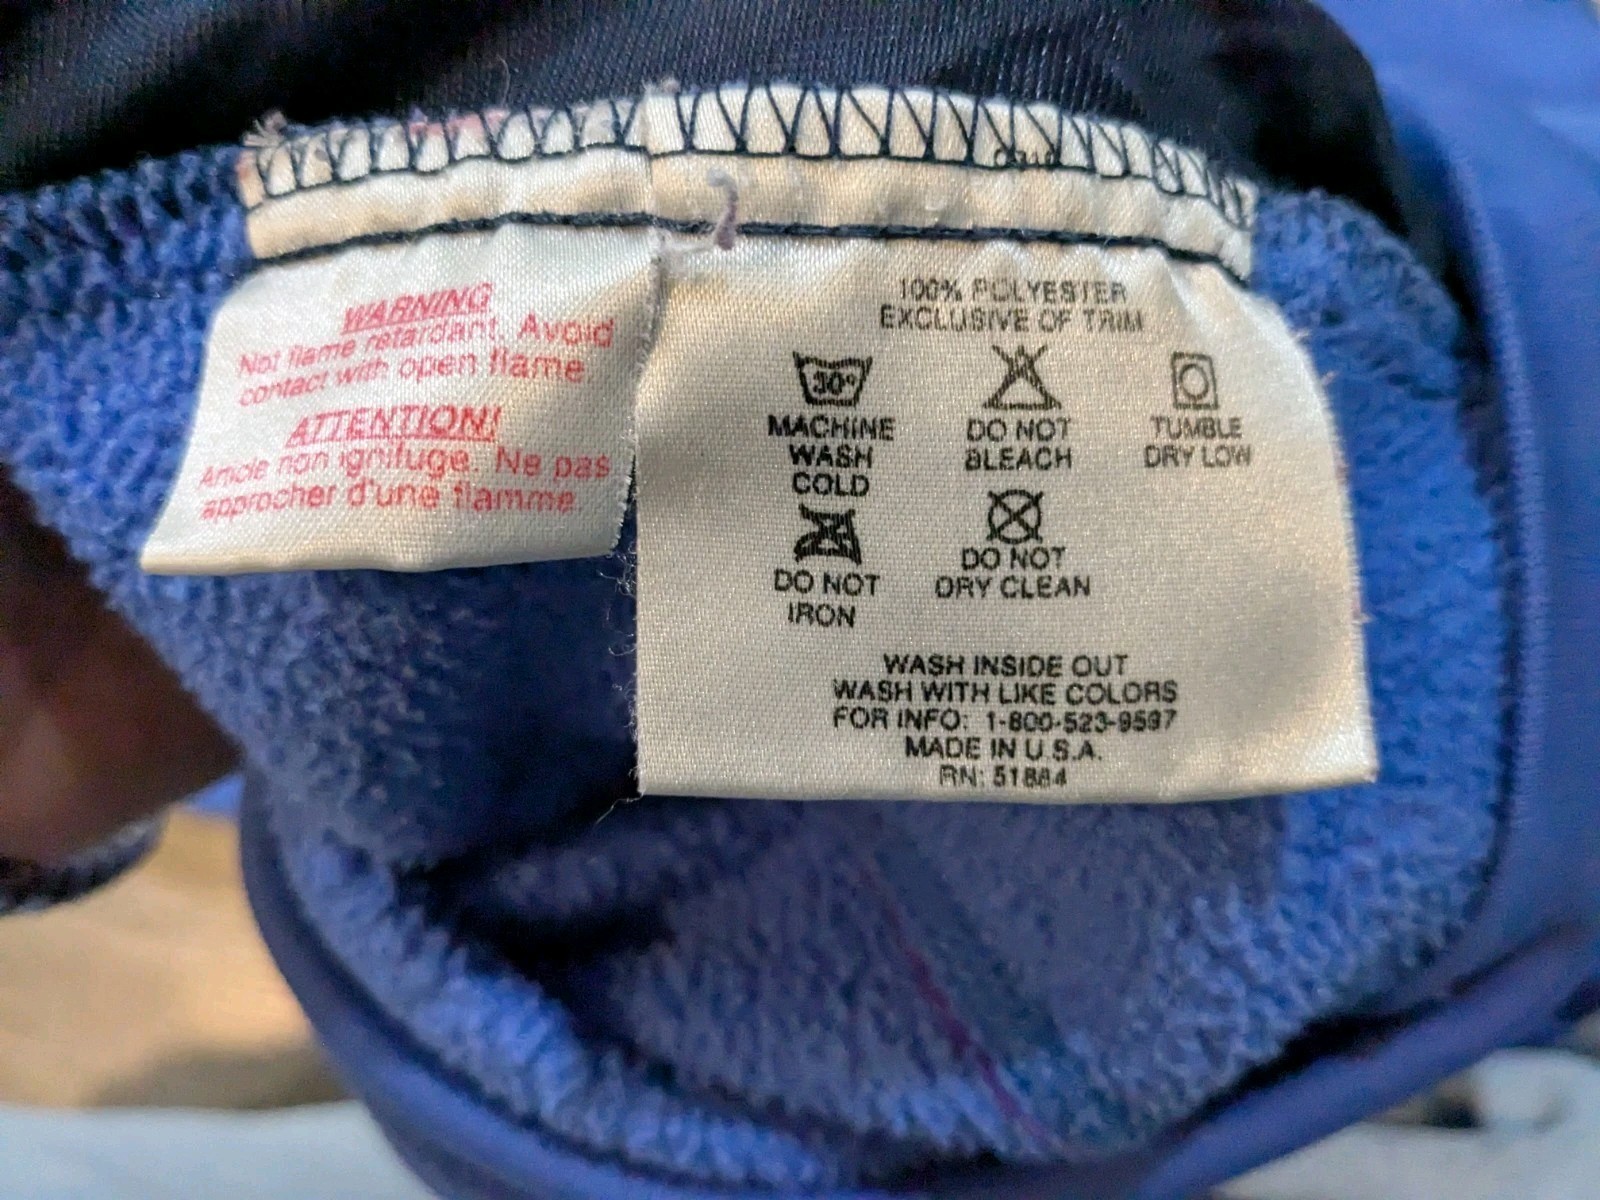 WARNING
Not flame retardant. Avoid
contact with open flame.
ATTENTION!
Article non ignifuge. Ne pas
approcher d'une flamme.
100% POLYESTER
EXCLUSIVE OF TRIM
30°
MACHINE
WASH
COLD
DO NOT
BLEACH
TUMBLE
DRY LOW
DO NOT
IRON
DO NOT
DRY CLEAN
WASH INSIDE OUT
WASH WITH LIKE COLORS
FOR INFO: 1-800-523-9597
MADE IN U.S.A.
RN: 51884